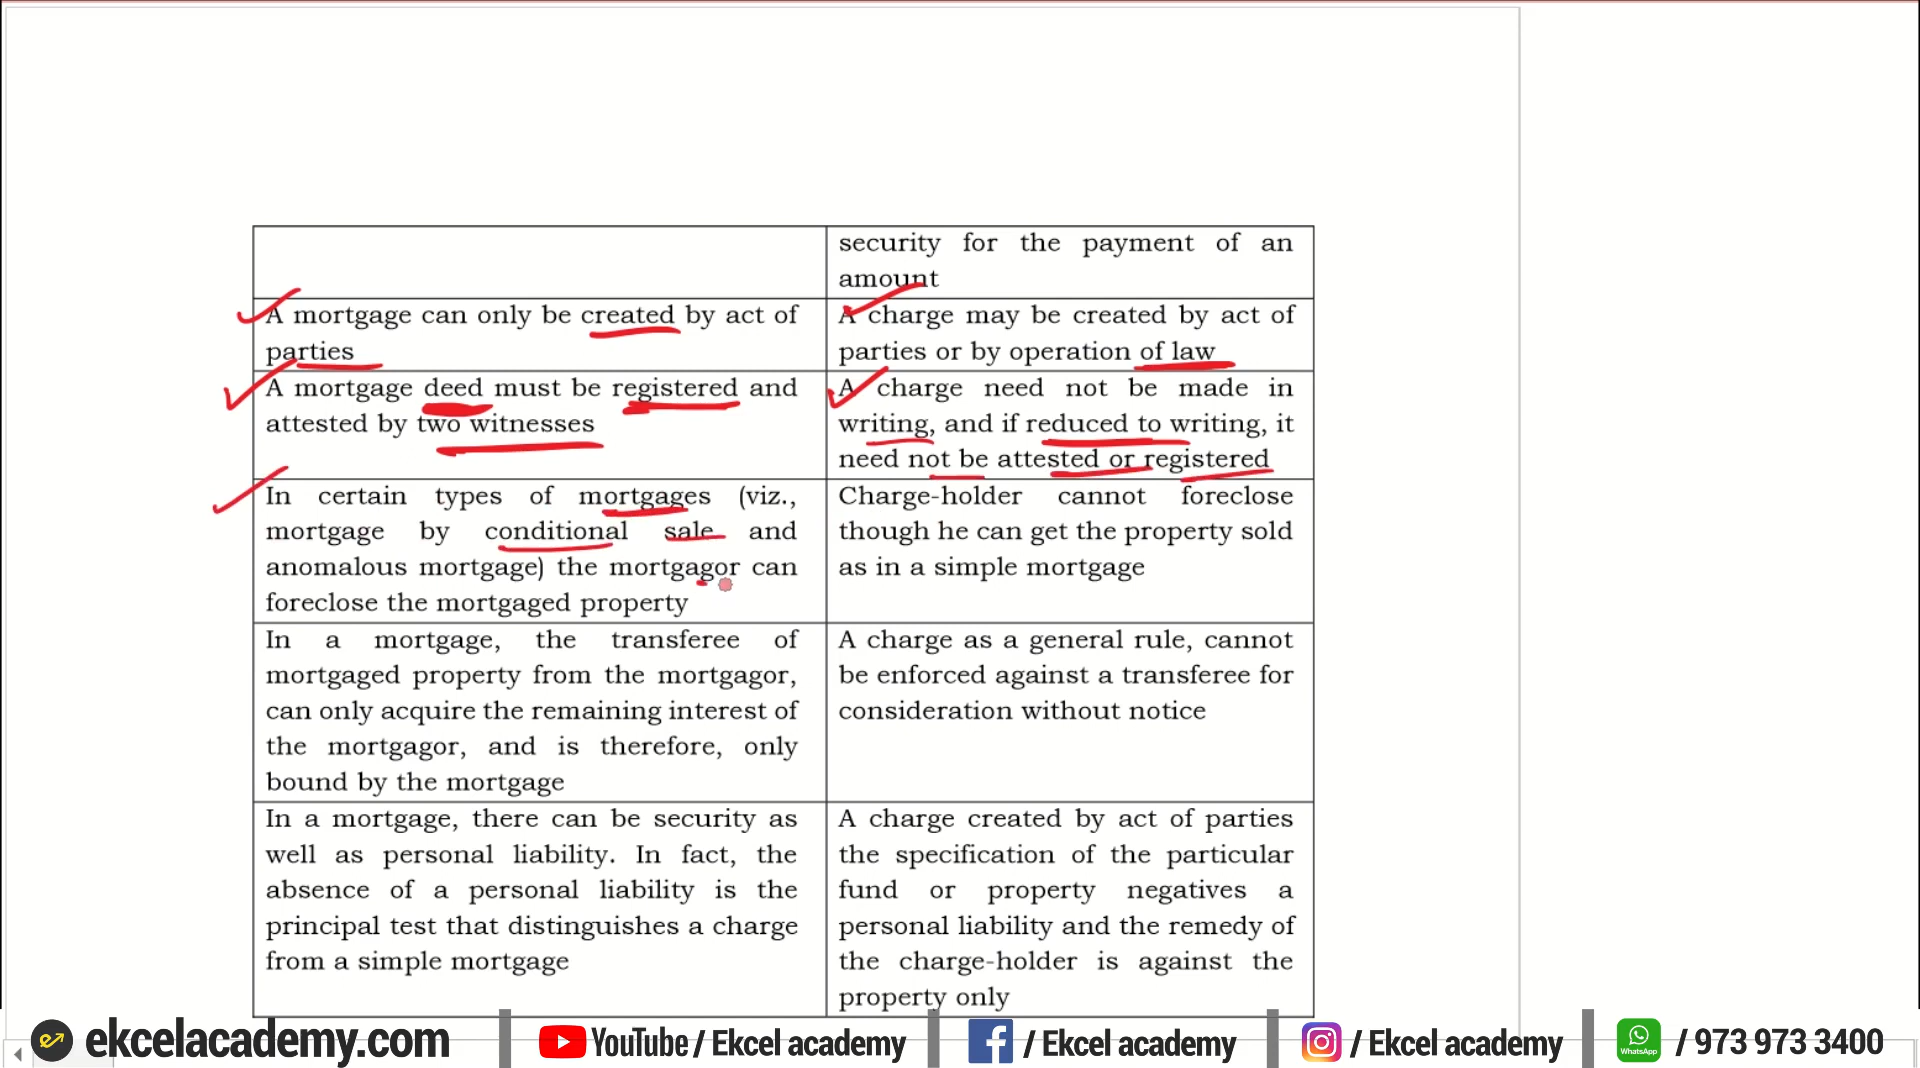 security for the payment of an
amount
A mortgage can only be created by act of
parties
A charge may be created by act of
parties or by operation of law
A mortgage deed must be registered and
attested by two witnesses
A charge need not be made in
writing, and if reduced to writing, it
need not be attested or registered
In certain types of mortgages (viz.,
mortgage by conditional sale and
anomalous mortgage) the mortgagor can
foreclose the mortgaged property
Charge-holder cannot foreclose
though he can get the property sold
as in a simple mortgage
In a mortgage, the transferee of
mortgaged property from the mortgagor,
can only acquire the remaining interest of
the mortgagor, and is therefore, only
bound by the mortgage
A charge as a general rule, cannot
be enforced against a transferee for
consideration without notice
In a mortgage, there can be security as
well as personal liability. In fact, the
absence of a personal liability is the
principal test that distinguishes a charge
from a simple mortgage
A charge created by act of parties
the specification of the particular
fund or property negatives a
personal liability and the remedy of
the charge-holder is against the
property only
ekcelacademy.com
YouTube / Ekcel academy
/ Ekcel academy
/ Ekcel academy
WhatsApp
/ 973 973 3400